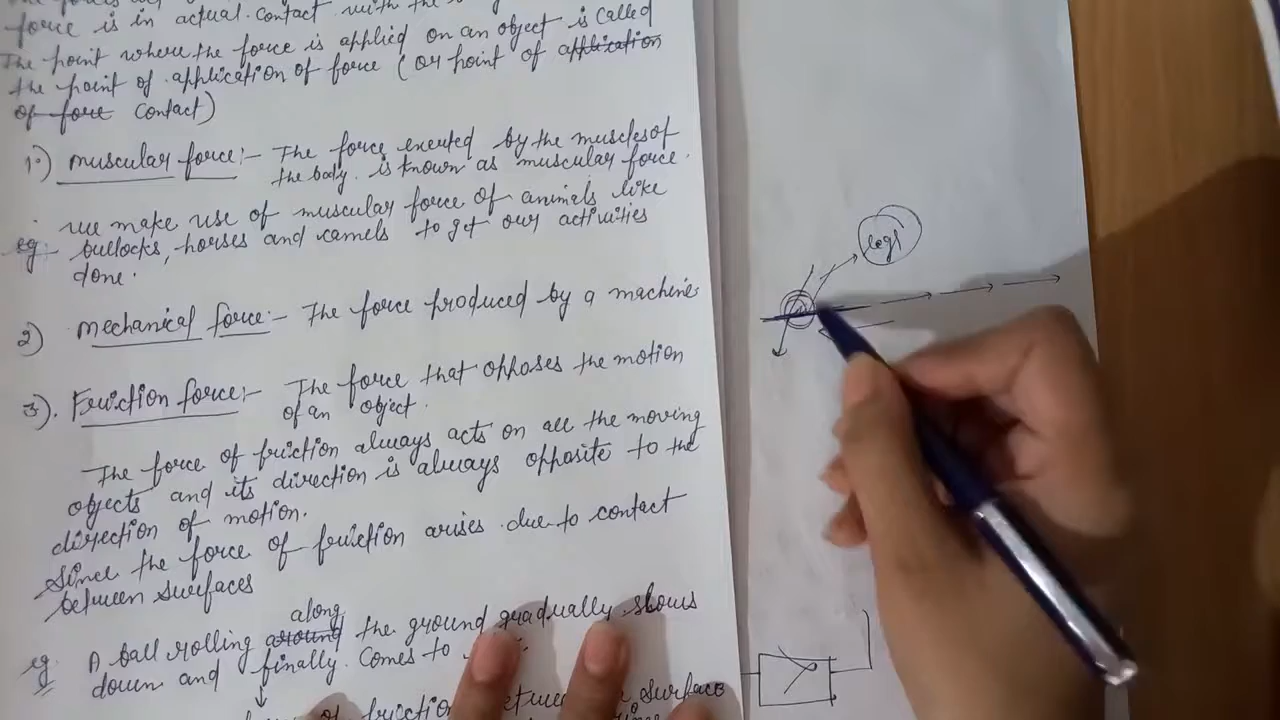 force is in actual contact with the
The point where the force is applied on an object is called
the point of application of force (or point of application
of force contact)
1.) Muscular force:- The force exerted by the muscles of
the body is known as muscular force.
we make use of muscular force of animals like
eg:- bullocks, horses and camels to get our activities
done.
2) Mechanical force:- The force produced by a machine
3). Friction force:- The force that opposes the motion
of an object.
The force of friction always acts on all the moving
objects and its direction is always opposite to the
direction of motion.
Since the force of friction arises due to contact
between surfaces
along
eg. A ball rolling around the ground gradually slows
down and finally comes to
of friction surface